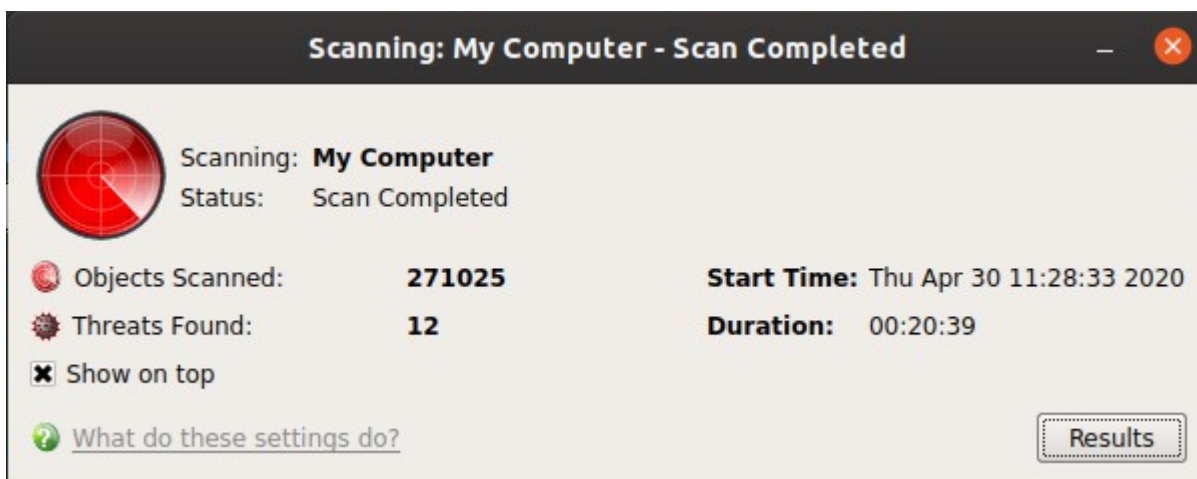 Scanning: My Computer - Scan Completed
Scanning: My Computer
Status: Scan Completed
Objects Scanned: 271025 Start Time: Thu Apr 30 11:28:33 2020
Threats Found: 12 Duration: 00:20:39
Show on top
What do these settings do?
Results